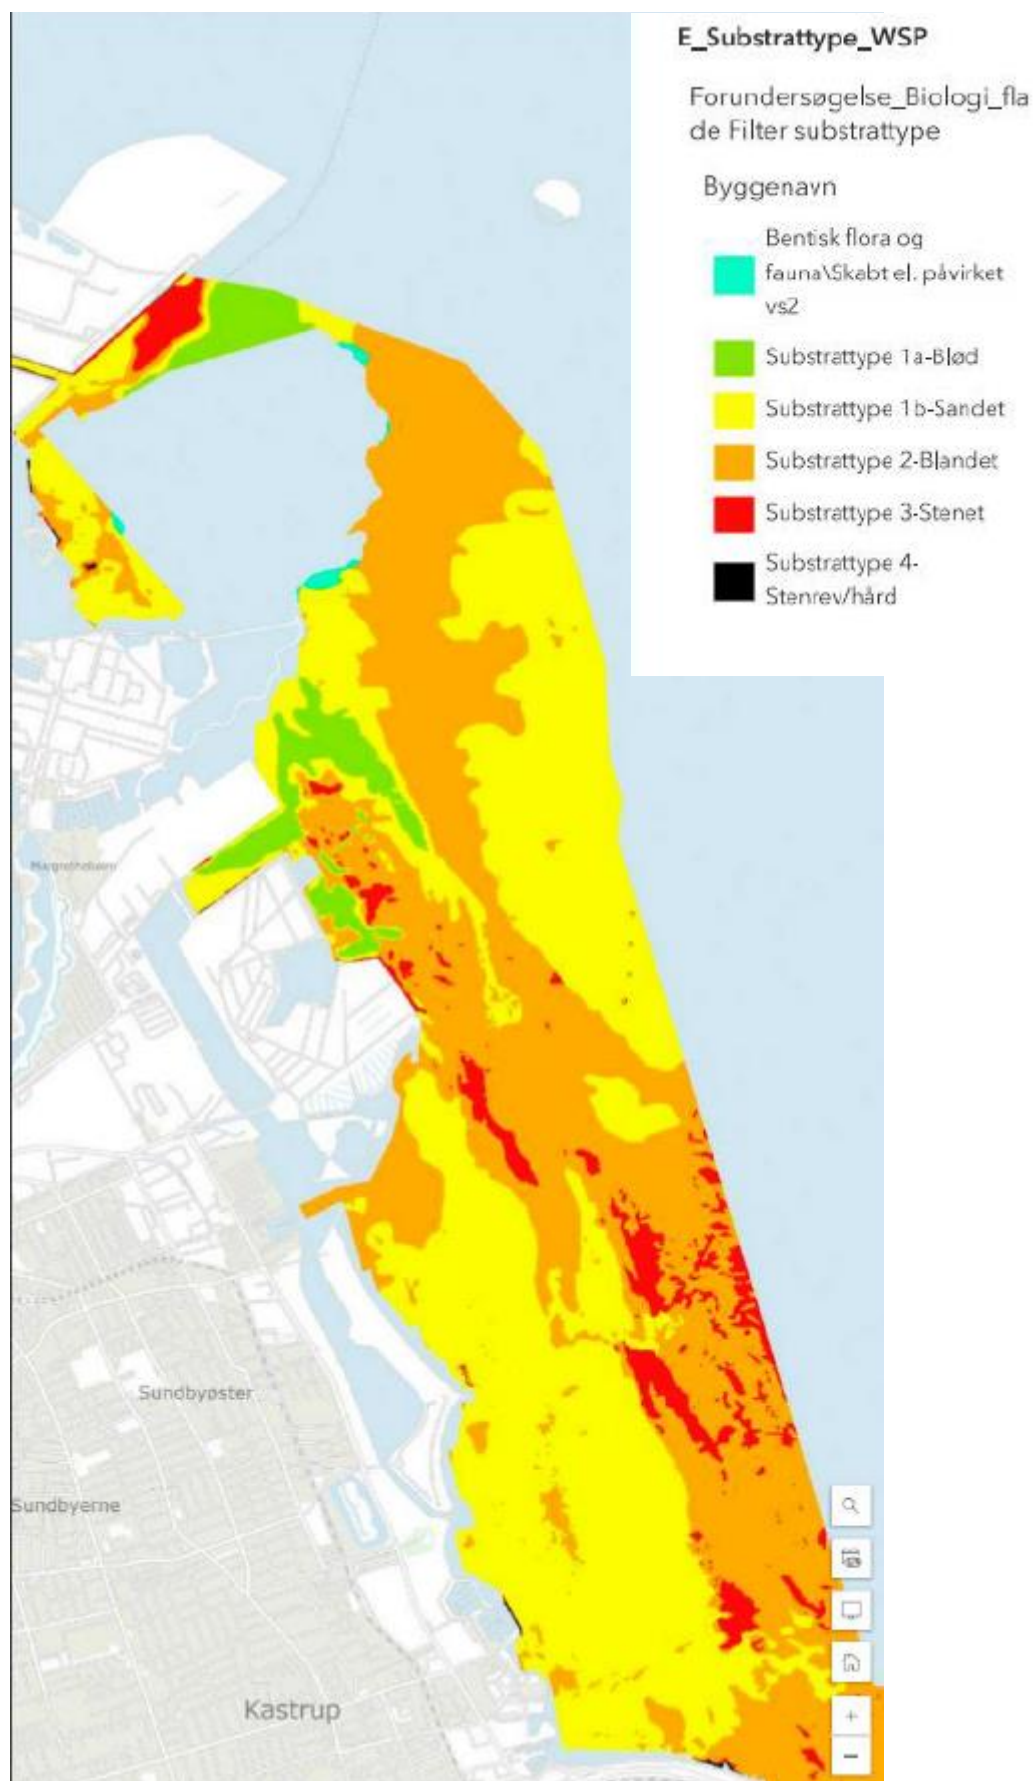 E_Substrattype_WSP
Forundersøgelse_Biologi_fla
de Filter substrattype
Byggenavn
Bentisk flora og
fauna\Skabt el. påvirket
vs2
Substrattype 1a-Blød
Substrattype 1b-Sandet
Substrattype 2-Blandet
Substrattype 3-Stenet
Substrattype 4-
Stenrev/hård
Sundbyøster
Sundbyerne
Kastrup